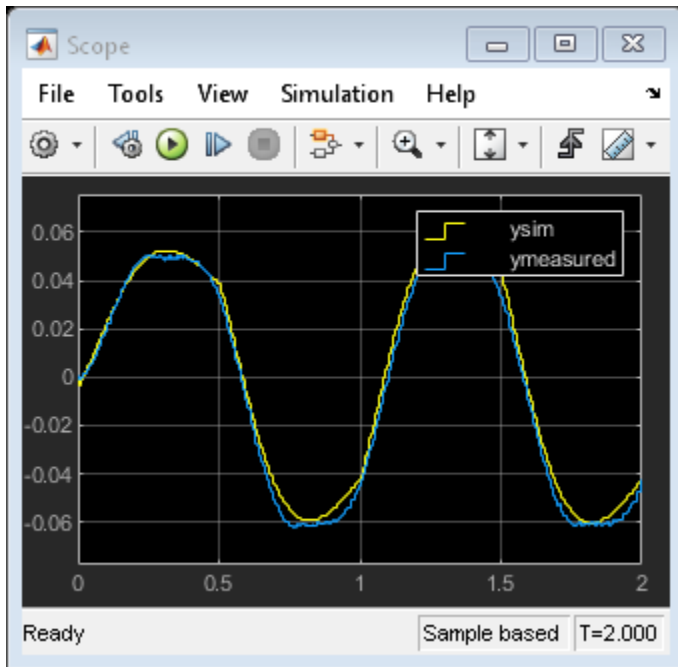 Scope
File Tools View Simulation Help
ysim
ymeasured
0.06
0.04
0.02
0
-0.02
-0.04
-0.06
0 0.5 1 1.5 2
Ready Sample based T=2.000